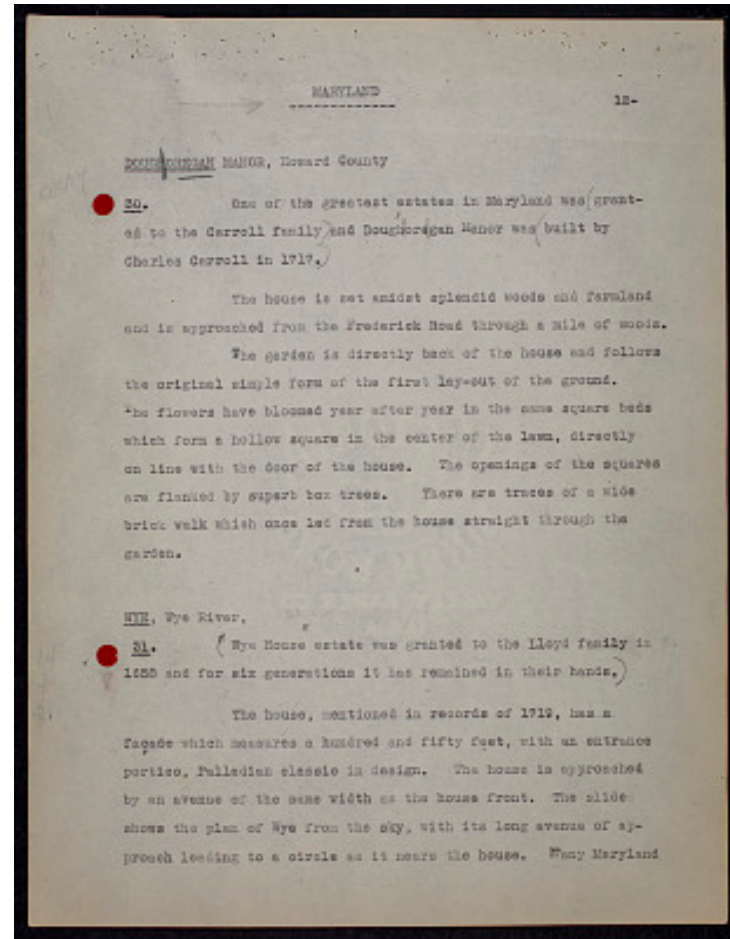 MARYLAND
12-
DOUGHOREGAN MANOR, Howard County
30. One of the greatest estates in Maryland was (grant-
ed to the Carroll family) and Doughoregan Manor was (built by
Charles Carroll in 1717.)
The house is set amidst splendid woods and farmland
and is approached from the Frederick Road through a mile of woods.
The garden is directly back of the house and follows
the original simple form of the first lay-out of the ground.
The flowers have bloomed year after year in the same square beds
which form a hollow square in the center of the lawn, directly
on line with the door of the house. The openings of the squares
are flanked by superb box trees. There are traces of a wide
brick walk which once led from the house straight through the
garden.
WYE, Wye River,
31. (Wye House estate was granted to the Lloyd family in
and for six generations it has remained in their hands.)
The house, mentioned in records of 1719, has a
façade which measures a hundred and fifty feet, with an entrance
portico, Palladian classic in design. The house is approached
by an avenue of the same width as the house front. The slide
shows the plan of Wye from the sky, with its long avenue of ap-
proach leading to a circle as it nears the house. Many Maryland